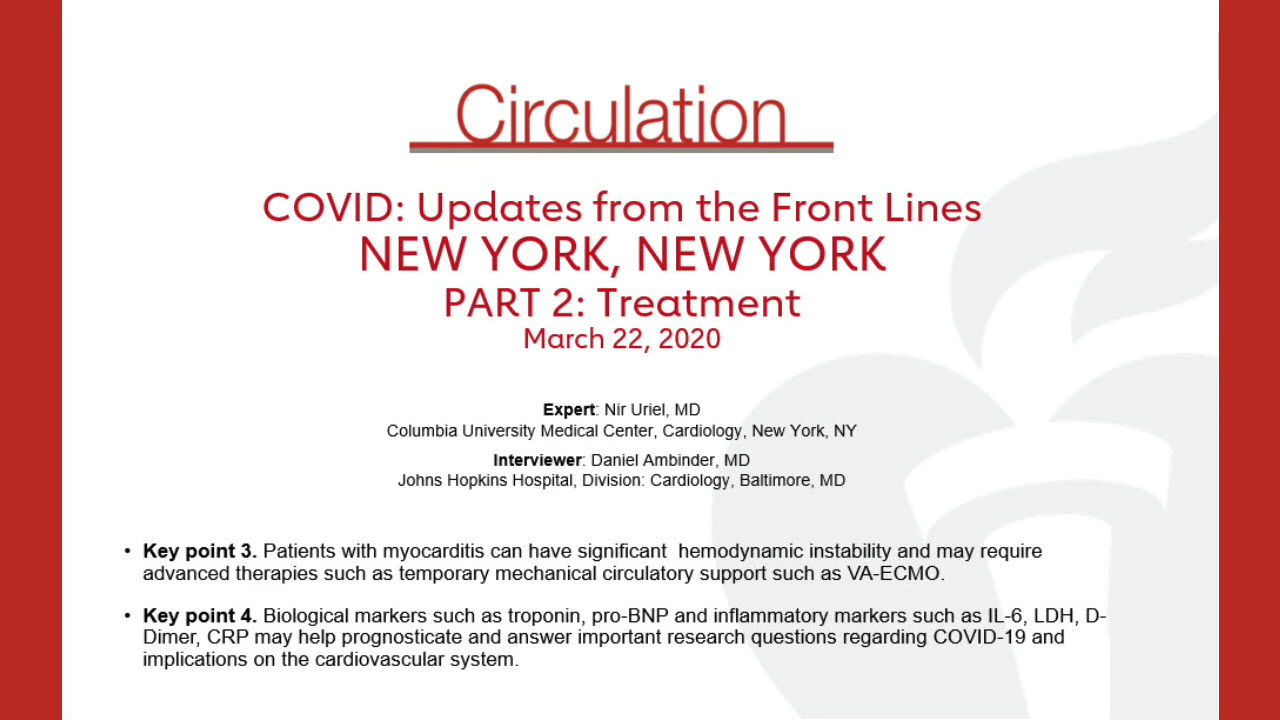 Circulation
COVID: Updates from the Front Lines
NEW YORK, NEW YORK
PART 2: Treatment
March 22, 2020
Expert: Nir Uriel, MD
Columbia University Medical Center, Cardiology, New York, NY
Interviewer: Daniel Ambinder, MD
Johns Hopkins Hospital, Division: Cardiology, Baltimore, MD
• Key point 3. Patients with myocarditis can have significant  hemodynamic instability and may require
advanced therapies such as temporary mechanical circulatory support such as VA-ECMO.
• Key point 4. Biological markers such as troponin, pro-BNP and inflammatory markers such as IL-6, LDH, D-
Dimer, CRP may help prognosticate and answer important research questions regarding COVID-19 and
implications on the cardiovascular system.